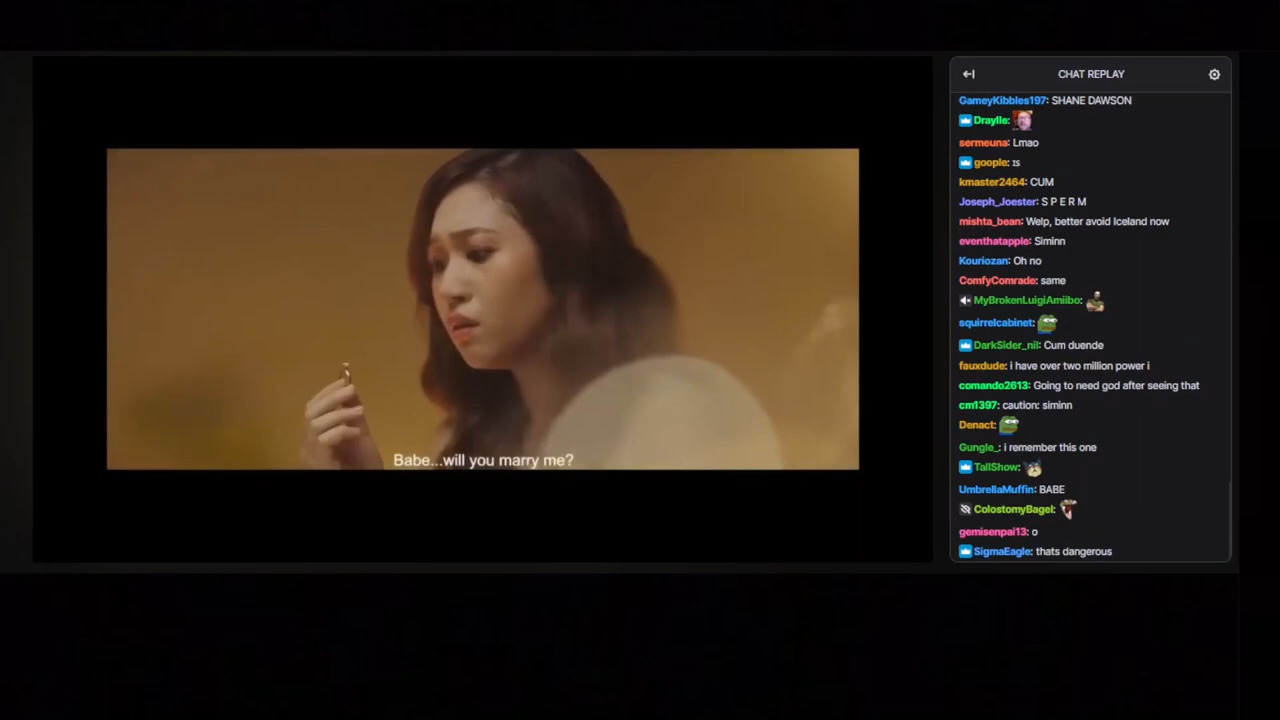 Babe...will you marry me?
CHAT REPLAY
GameyKibbles197: SHANE DAWSON
Draylle:
sermeuna: Lmao
goople: IS
kmaster2464: CUM
Joseph_Joester: S P E R M
mishta_bean: Welp, better avoid Iceland now
eventhatapple: Siminn
Kouriozan: Oh no
ComfyComrade: same
MyBrokenLuigiAmiibo:
squirrelcabinet:
DarkSider_nil: Cum duende
fauxdude: i have over two million power i
comando2613: Going to need god after seeing that
cm1397: caution: siminn
Denact:
Gungle_: i remember this one
TallShow:
UmbrellaMuffin: BABE
ColostomyBagel:
gemisenpai13: o
SigmaEagle: thats dangerous